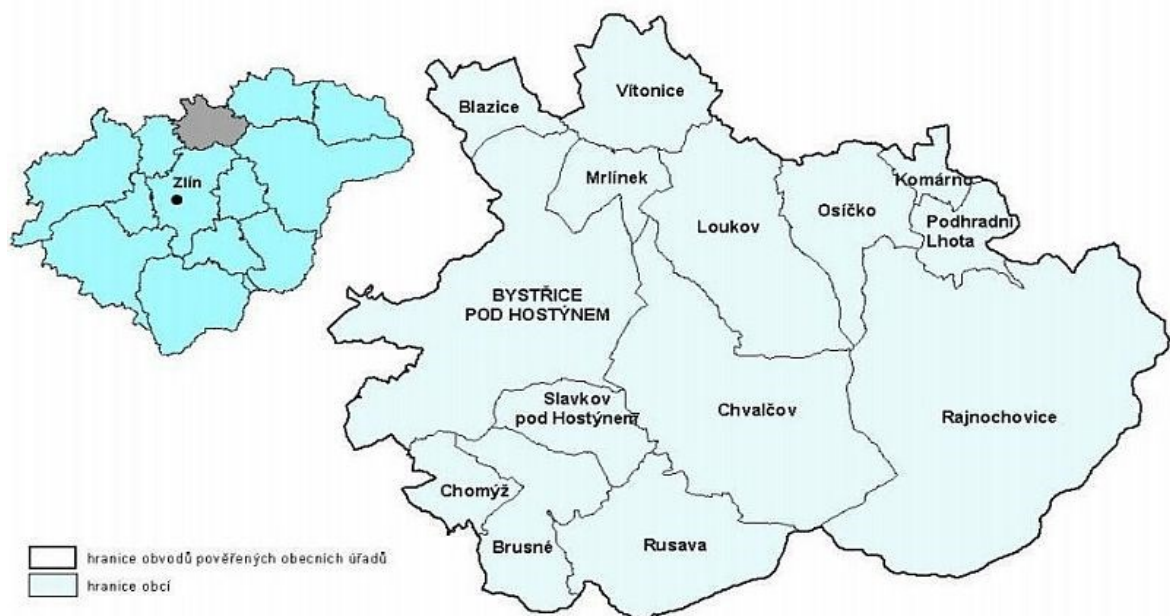 Zlín
Blazice
Vítonice
Mrlínek
Loukov
Osíčko
Komárno
Podhradní
Lhota
BYSTŘICE
POD HOSTÝNEM
Slavkov
pod Hostýnem
Chvalčov
Rajnochovice
Chomýž
Brusné
Rusava
hranice obvodů pověřených obecních úřadů
hranice obcí